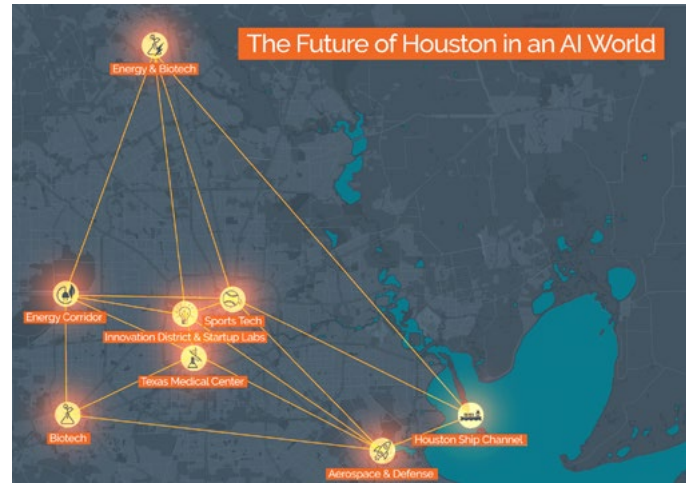 The Future of Houston in an AI World
Energy & Biotech
Energy Corridor
Sports Tech
Innovation District & Startup Labs
Texas Medical Center
Biotech
Houston Ship Channel
Aerospace & Defense